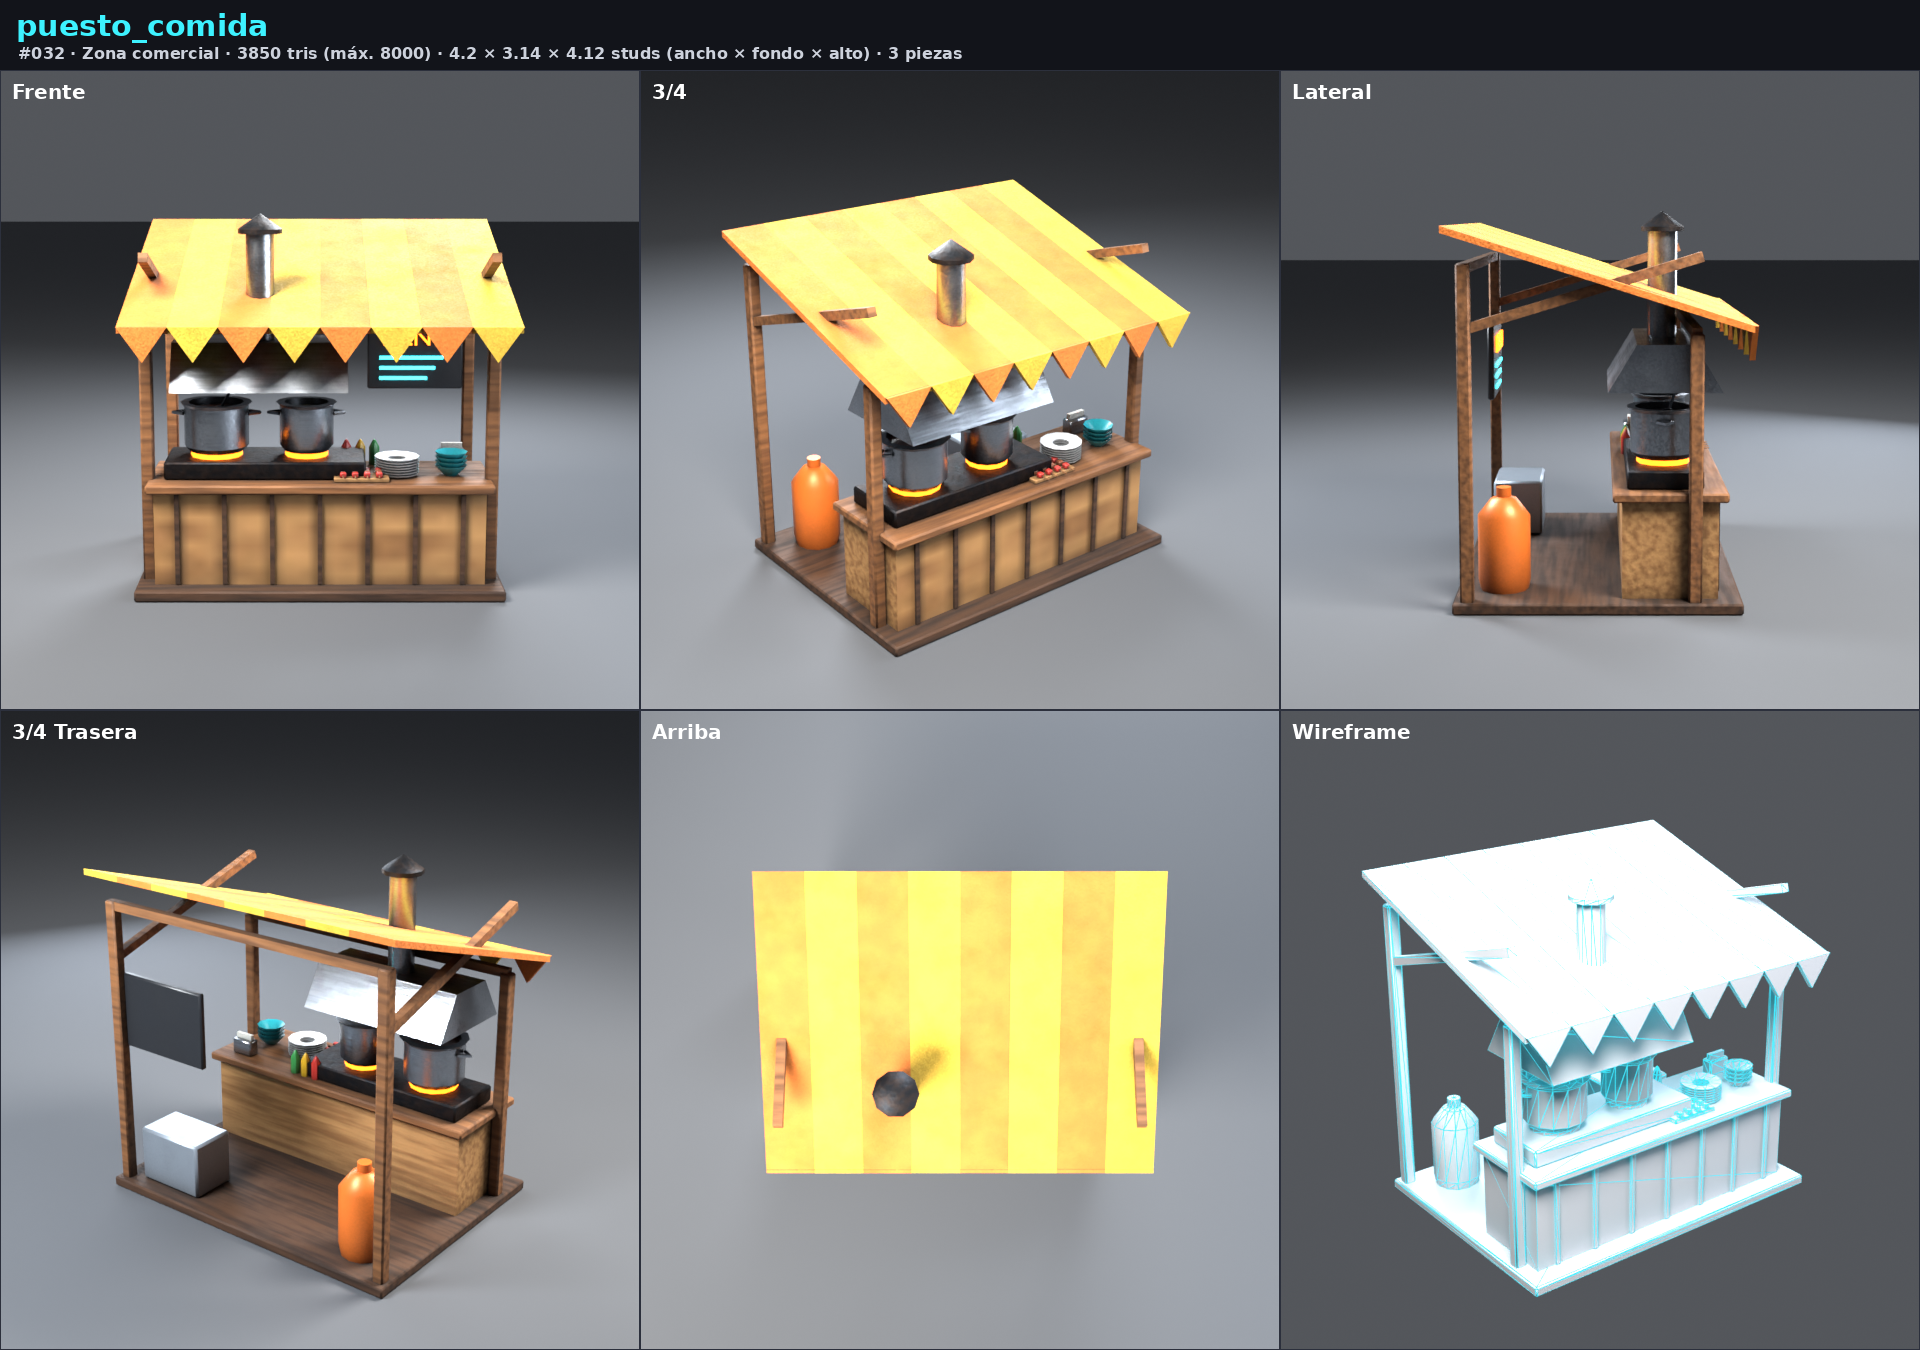 puesto_comida
#032 · Zona comercial · 3850 tris (máx. 8000) · 4.2 × 3.14 × 4.12 studs (ancho × fondo × alto) · 3 piezas
Frente
3/4
Lateral
3/4 Trasera
Arriba
Wireframe